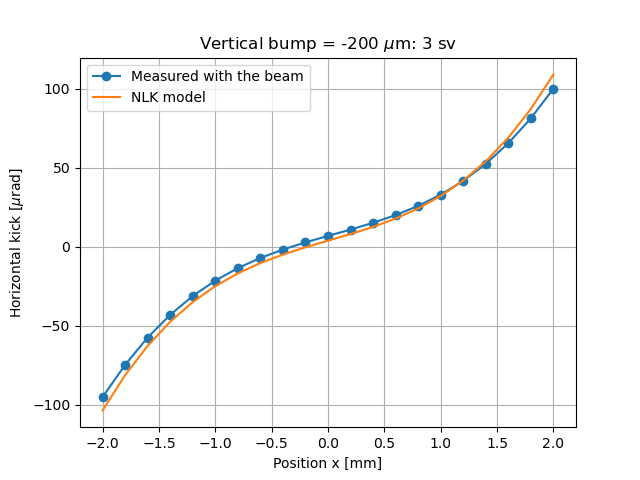 Vertical bump = -200 μm: 3 sv
Measured with the beam
NLK model
Horizontal kick [μrad]
100
50
0
−50
−100
−2.0 −1.5 −1.0 −0.5 0.0 0.5 1.0 1.5 2.0
Position x [mm]